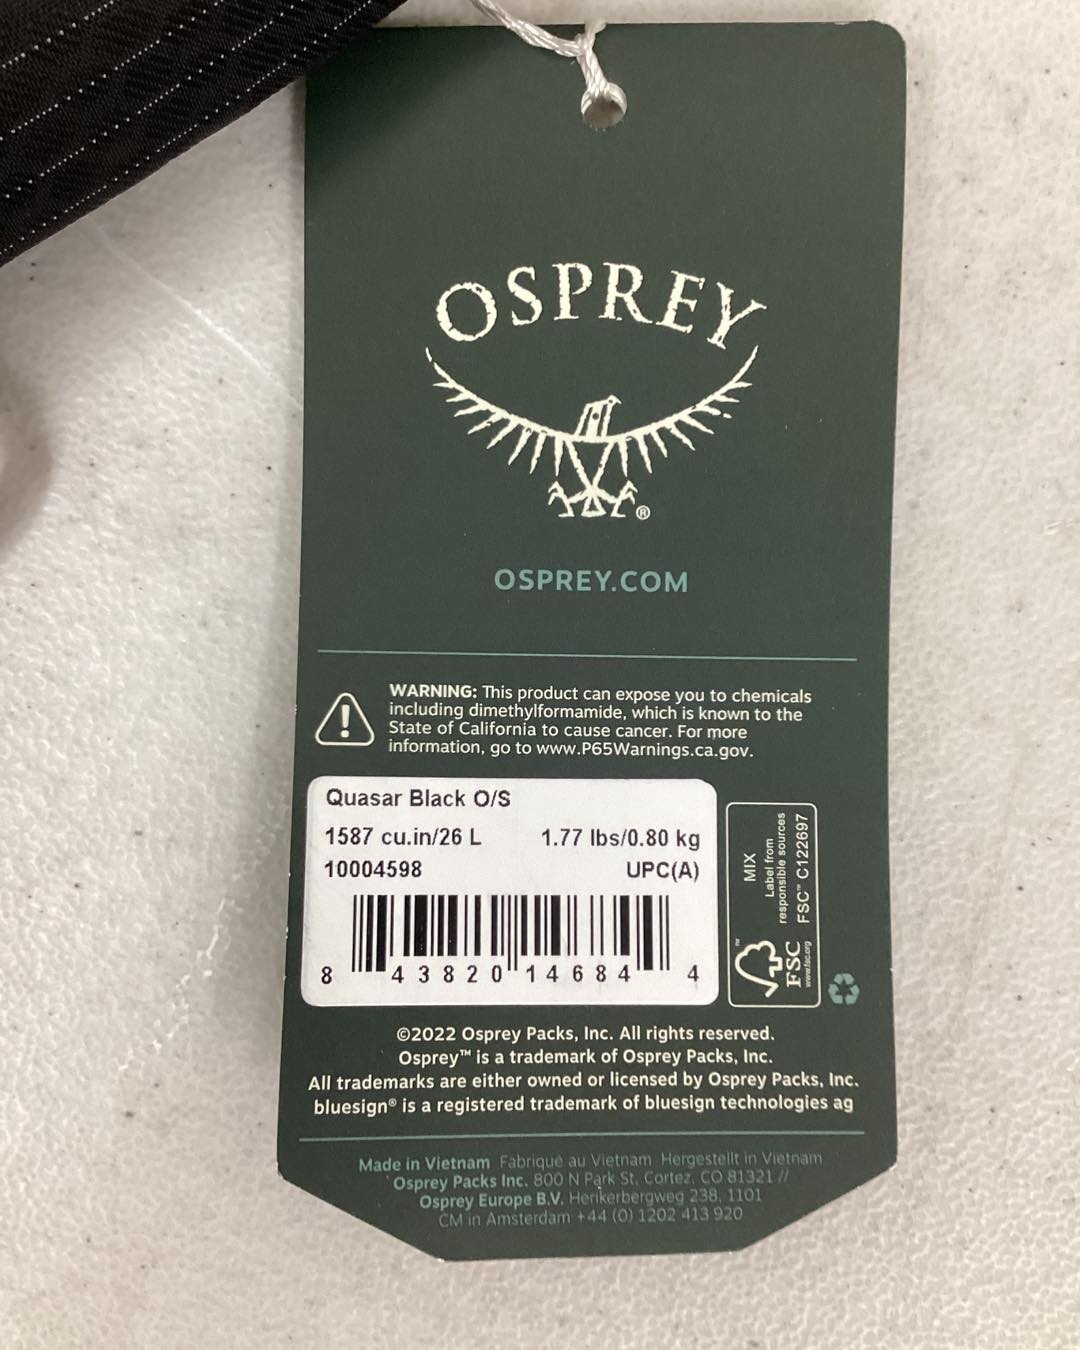 OSPREY
®
OSPREY.COM
WARNING: This product can expose you to chemicals
including dimethylformamide, which is known to the
State of California to cause cancer. For more
information, go to www.P65Warnings.ca.gov.
Quasar Black O/S
1587 cu.in/26 L 1.77 lbs/0.80 kg
10004598 UPC(A)
8 43820 14684 4
MIX
Label from
responsible sources
FSC™ C122697
FSC
www.fsc.org
©2022 Osprey Packs, Inc. All rights reserved.
Osprey™ is a trademark of Osprey Packs, Inc.
All trademarks are either owned or licensed by Osprey Packs, Inc.
bluesign® is a registered trademark of bluesign technologies ag
Made in Vietnam Fabriqué au Vietnam Hergestellt in Vietnam
Osprey Packs Inc. 800 N Park St, Cortez, CO 81321 //
Osprey Europe B.V. Herikerbergweg 238, 1101
CM in Amsterdam +44 (0) 1202 413 920